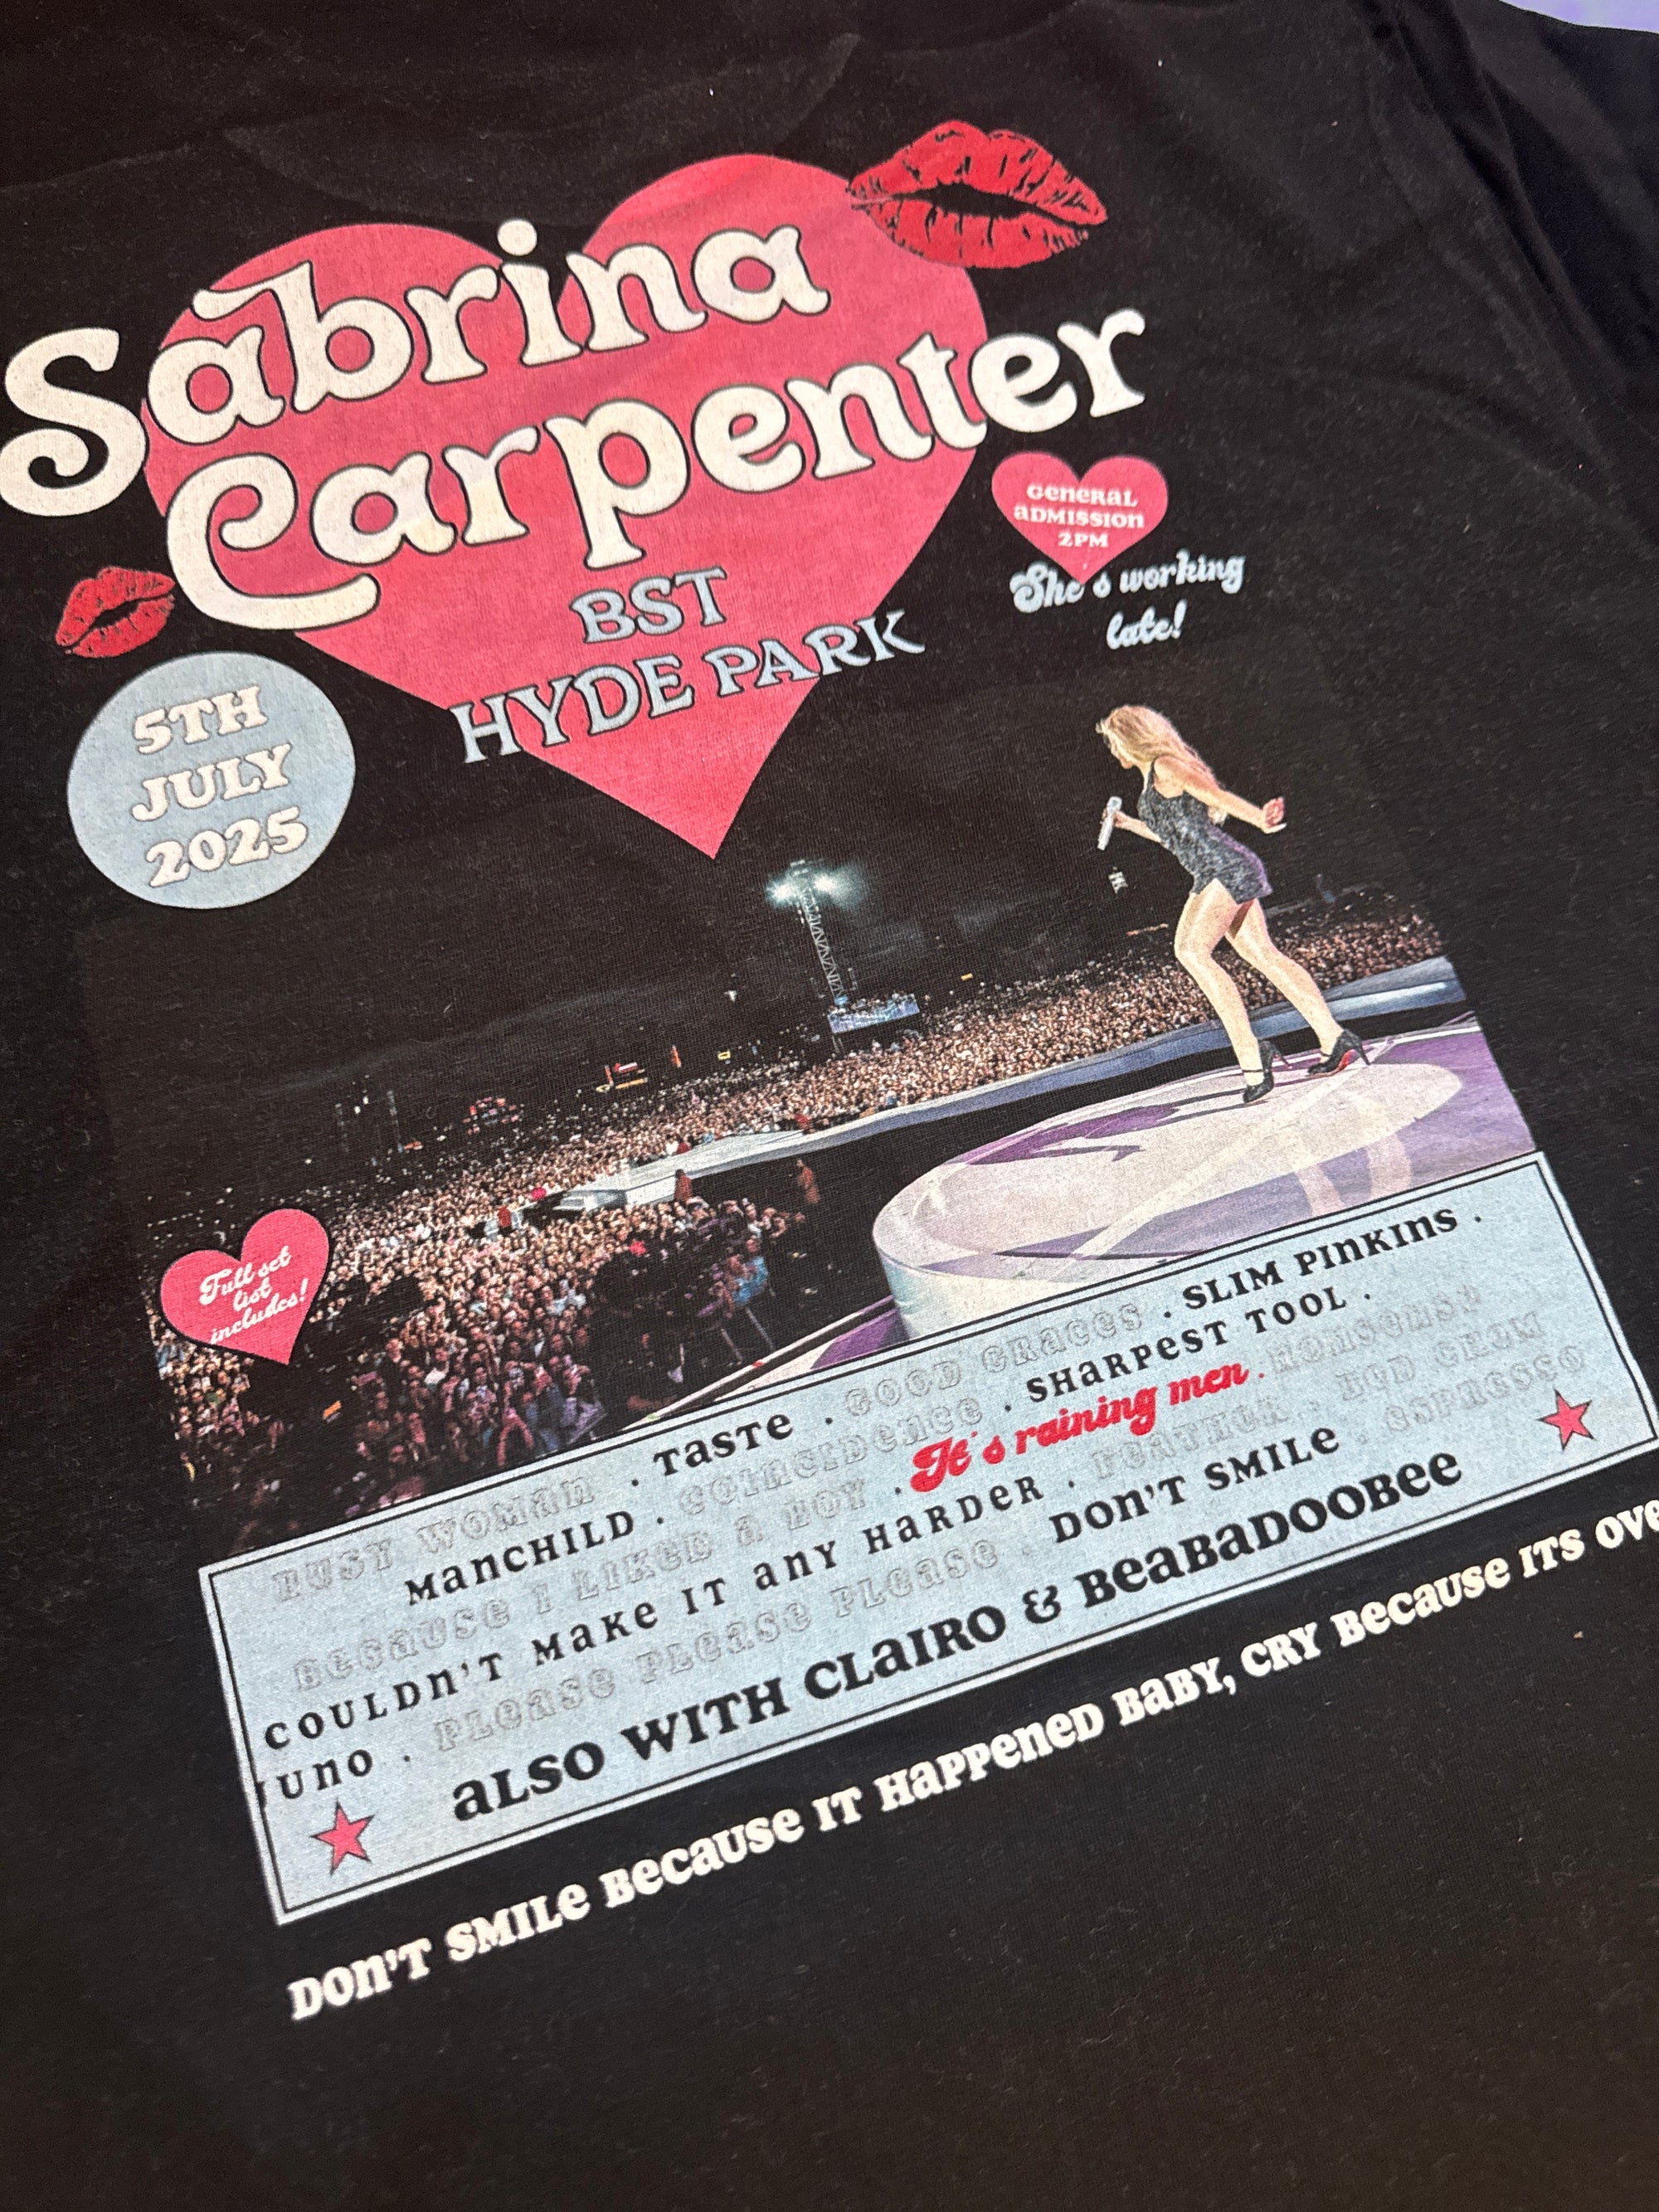 Sabrina
Carpenter
BST
HYDE PARK
GENERAL
ADMISSION
2PM
She's working
late!
5TH
JULY
2025
Full set
list
includes!
BUSY WOMAN . TASTE . GOOD GRACES . SLIM PINKINS .
MANCHILD . COINCIDENCE . SHARPEST TOOL .
BECAUSE I LIKED A BOY . It's raining men . NONSENSE
COULDN'T MAKE IT ANY HARDER . FEATHER . BED CHEM
JUNO . PLEASE PLEASE PLEASE . DON'T SMILE . ESPRESSO
ALSO WITH CLAIRO & BEABADOOBEE
DON'T SMILE BECAUSE IT HAPPENED BABY, CRY BECAUSE ITS OVE